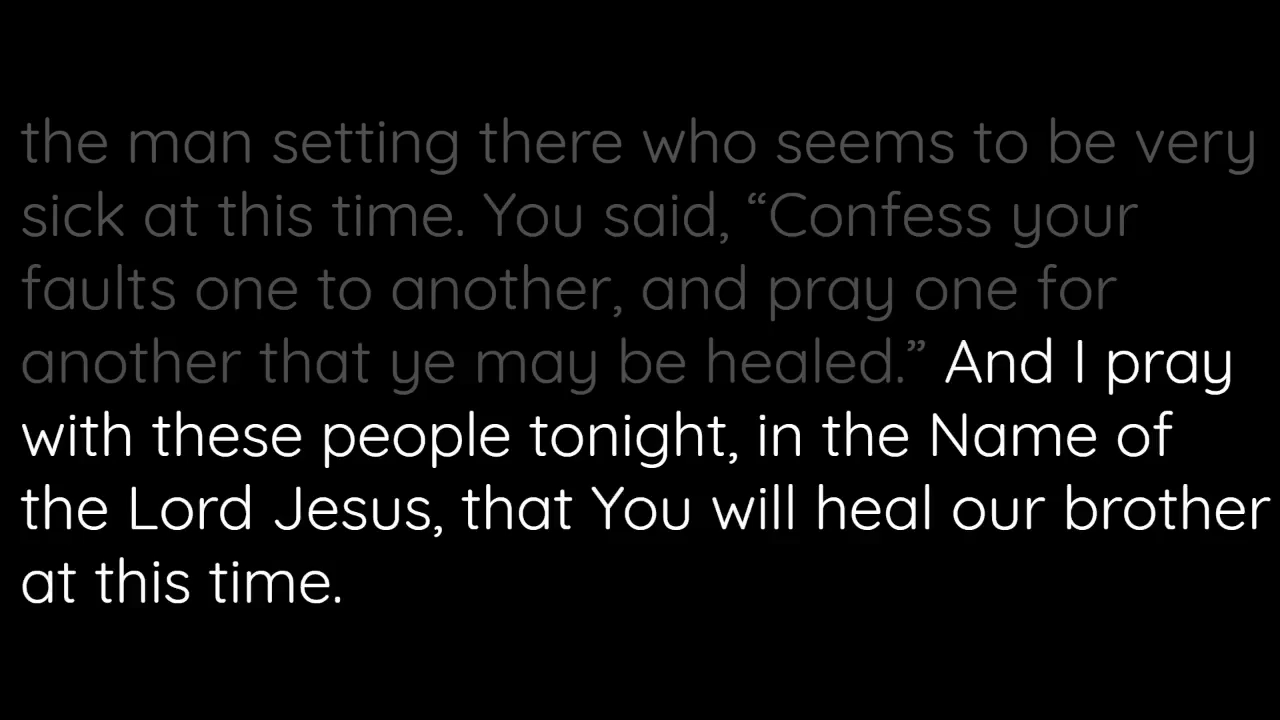 the man setting there who seems to be very
sick at this time. You said, “Confess your
faults one to another, and pray one for
another that ye may be healed.” And I pray
with these people tonight, in the Name of
the Lord Jesus, that You will heal our brother
at this time.